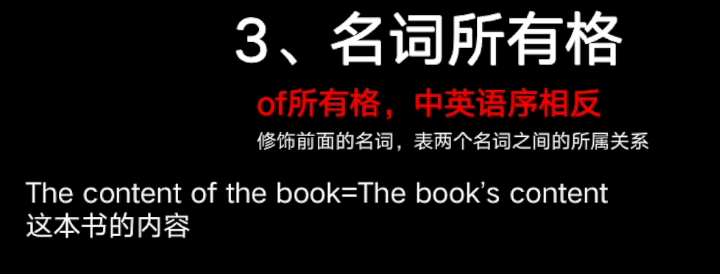 3、名词所有格
of所有格，中英语序相反
修饰前面的名词，表两个名词之间的所属关系
The content of the book=The book’s content
这本书的内容